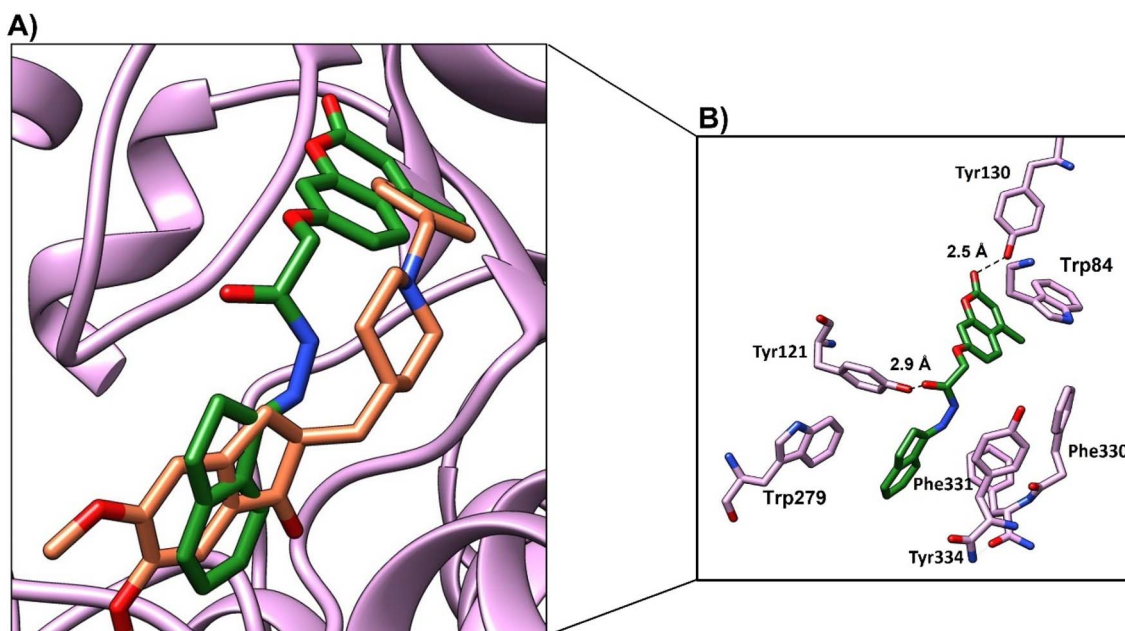 A)
B)
Tyr130
2.5 Å
Trp84
Tyr121
2.9 Å
Phe330
Phe331
Trp279
Tyr334